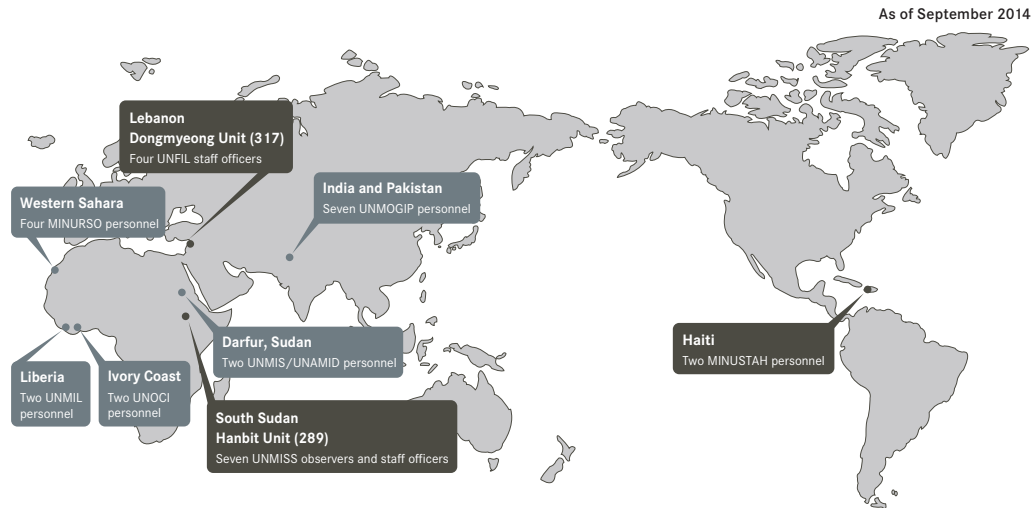 As of September 2014
Lebanon
Dongmyeong Unit (317)
Four UNFIL staff officers
India and Pakistan
Seven UNMOGIP personnel
Western Sahara
Four MINURSO personnel
Darfur, Sudan
Two UNMIS/UNAMID personnel
Haiti
Two MINUSTAH personnel
Liberia
Two UNMIL
personnel
Ivory Coast
Two UNOCI
personnel
South Sudan
Hanbit Unit (289)
Seven UNMISS observers and staff officers